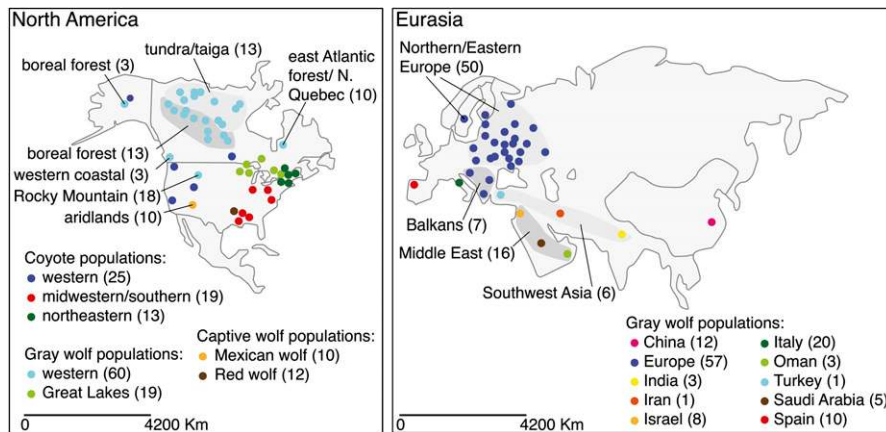 North America
tundra/taiga (13)
boreal forest (3)
east Atlantic
forest/ N.
Quebec (10)
boreal forest (13)
western coastal (3)
Rocky Mountain (18)
aridlands (10)
Coyote populations:
western (25)
midwestern/southern (19)
northeastern (13)
Gray wolf populations:
western (60)
Great Lakes (19)
Captive wolf populations:
Mexican wolf (10)
Red wolf (12)
0
4200 Km
Eurasia
Northern/Eastern
Europe (50)
Balkans (7)
Middle East (16)
Southwest Asia (6)
Gray wolf populations:
China (12)
Europe (57)
India (3)
Iran (1)
Israel (8)
Italy (20)
Oman (3)
Turkey (1)
Saudi Arabia (5)
Spain (10)
0
4200 Km